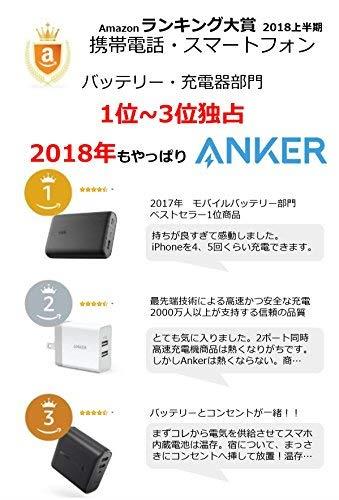 Amazon ランキング大賞 2018上半期
携帯電話・スマートフォン
バッテリー・充電器部門
1位~3位独占
2018年もやっぱり ANKER
1
2017年 モバイルバッテリー部門
ベストセラー1位商品
持ちが良すぎて感動しました。
iPhoneを4、5回くらい充電できます。
2
最先端技術による高速かつ安全な充電
2000万人以上が支持する信頼の品質
ANKER
とても気に入りました。2ポート同時
高速充電機商品は熱くなりがちです。
しかしAnkerは熱くならない。商…
3
バッテリーとコンセントが一緒！！
まずコレから電気を供給させてスマホ
内蔵電池は温存。宿について、まっさ
きにコンセントへ挿して放置！温存…